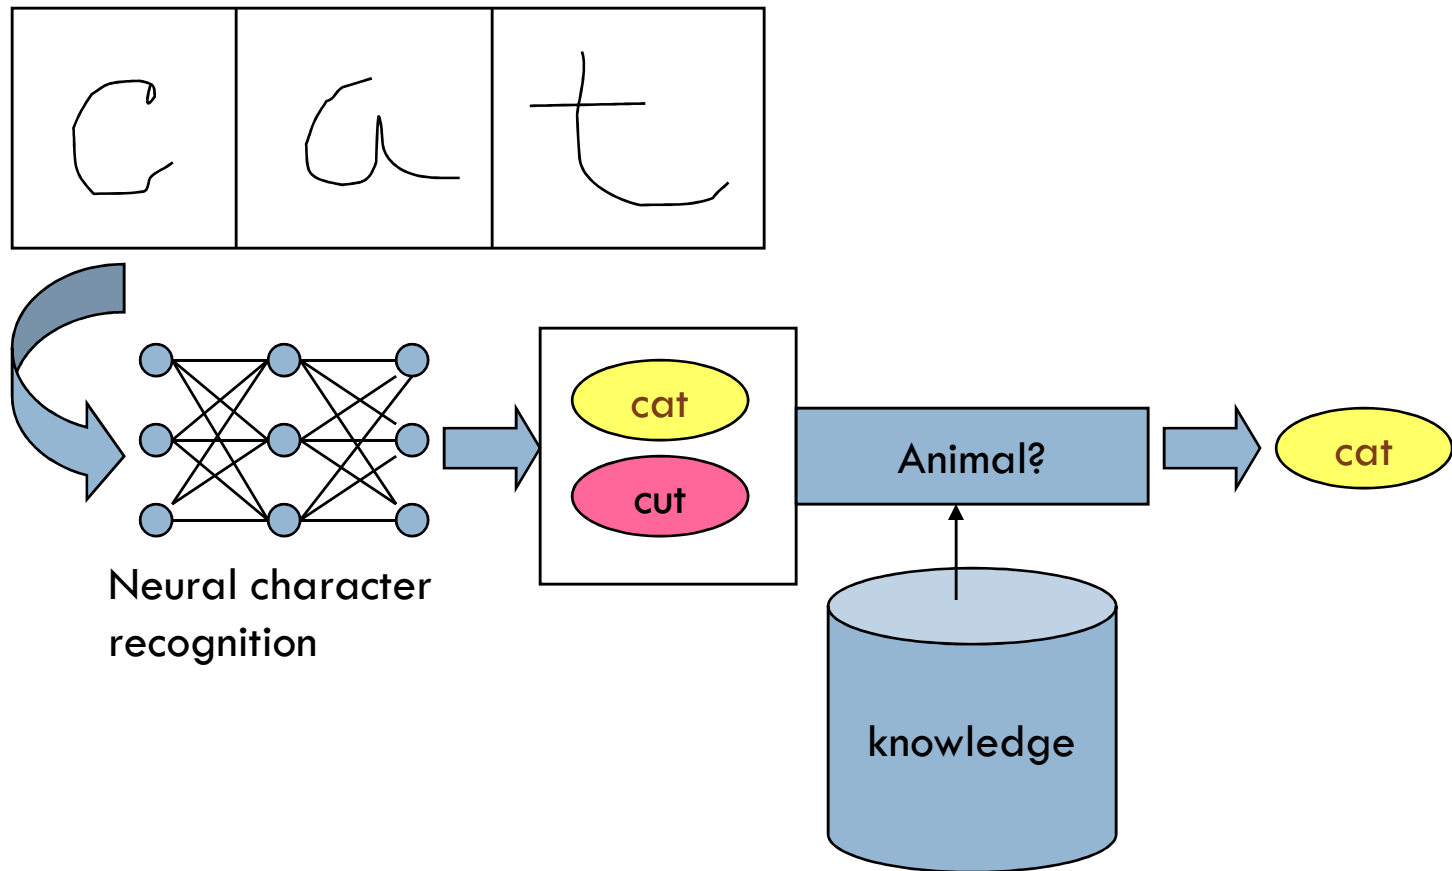 c a t
cat
cut
Animal?
cat
Neural character
recognition
knowledge